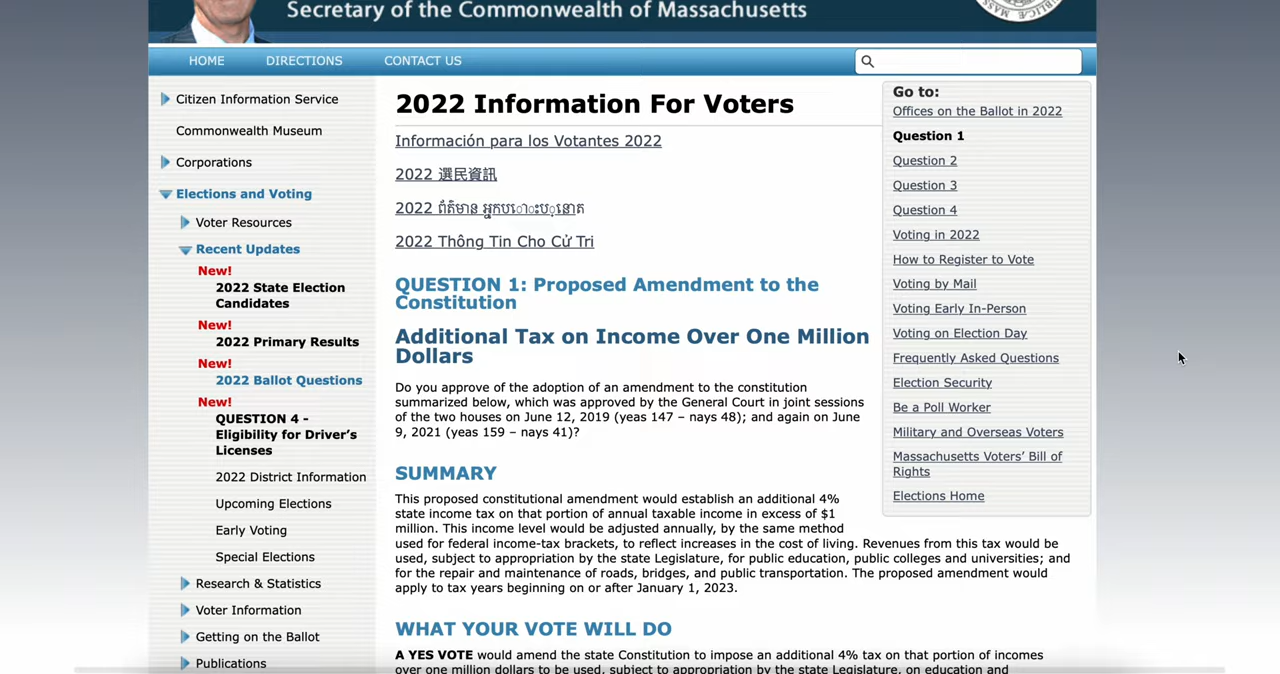 Secretary of the Commonwealth of Massachusetts
HOME DIRECTIONS CONTACT US
Citizen Information Service
Commonwealth Museum
Corporations
Elections and Voting
Voter Resources
Recent Updates
New!
2022 State Election
Candidates
New!
2022 Primary Results
New!
2022 Ballot Questions
New!
QUESTION 4 -
Eligibility for Driver’s
Licenses
2022 District Information
Upcoming Elections
Early Voting
Special Elections
Research & Statistics
Voter Information
Getting on the Ballot
Publications
2022 Information For Voters
Información para los Votantes 2022
2022 選民資訊
2022 ព័ត៌មាន
2022 Thông Tin Cho Cử Tri
QUESTION 1: Proposed Amendment to the
Constitution
Additional Tax on Income Over One Million
Dollars
Do you approve of the adoption of an amendment to the constitution
summarized below, which was approved by the General Court in joint sessions
of the two houses on June 12, 2019 (yeas 147 – nays 48); and again on June
9, 2021 (yeas 159 – nays 41)?
SUMMARY
This proposed constitutional amendment would establish an additional 4%
state income tax on that portion of annual taxable income in excess of $1
million. This income level would be adjusted annually, by the same method
used for federal income-tax brackets, to reflect increases in the cost of living. Revenues from this tax would be
used, subject to appropriation by the state Legislature, for public education, public colleges and universities; and
for the repair and maintenance of roads, bridges, and public transportation. The proposed amendment would
apply to tax years beginning on or after January 1, 2023.
WHAT YOUR VOTE WILL DO
A YES VOTE would amend the state Constitution to impose an additional 4% tax on that portion of incomes
over one million dollars to be used, subject to appropriation by the state Legislature, on education and
Go to:
Offices on the Ballot in 2022
Question 1
Question 2
Question 3
Question 4
Voting in 2022
How to Register to Vote
Voting by Mail
Voting Early In-Person
Voting on Election Day
Frequently Asked Questions
Election Security
Be a Poll Worker
Military and Overseas Voters
Massachusetts Voters’ Bill of
Rights
Elections Home